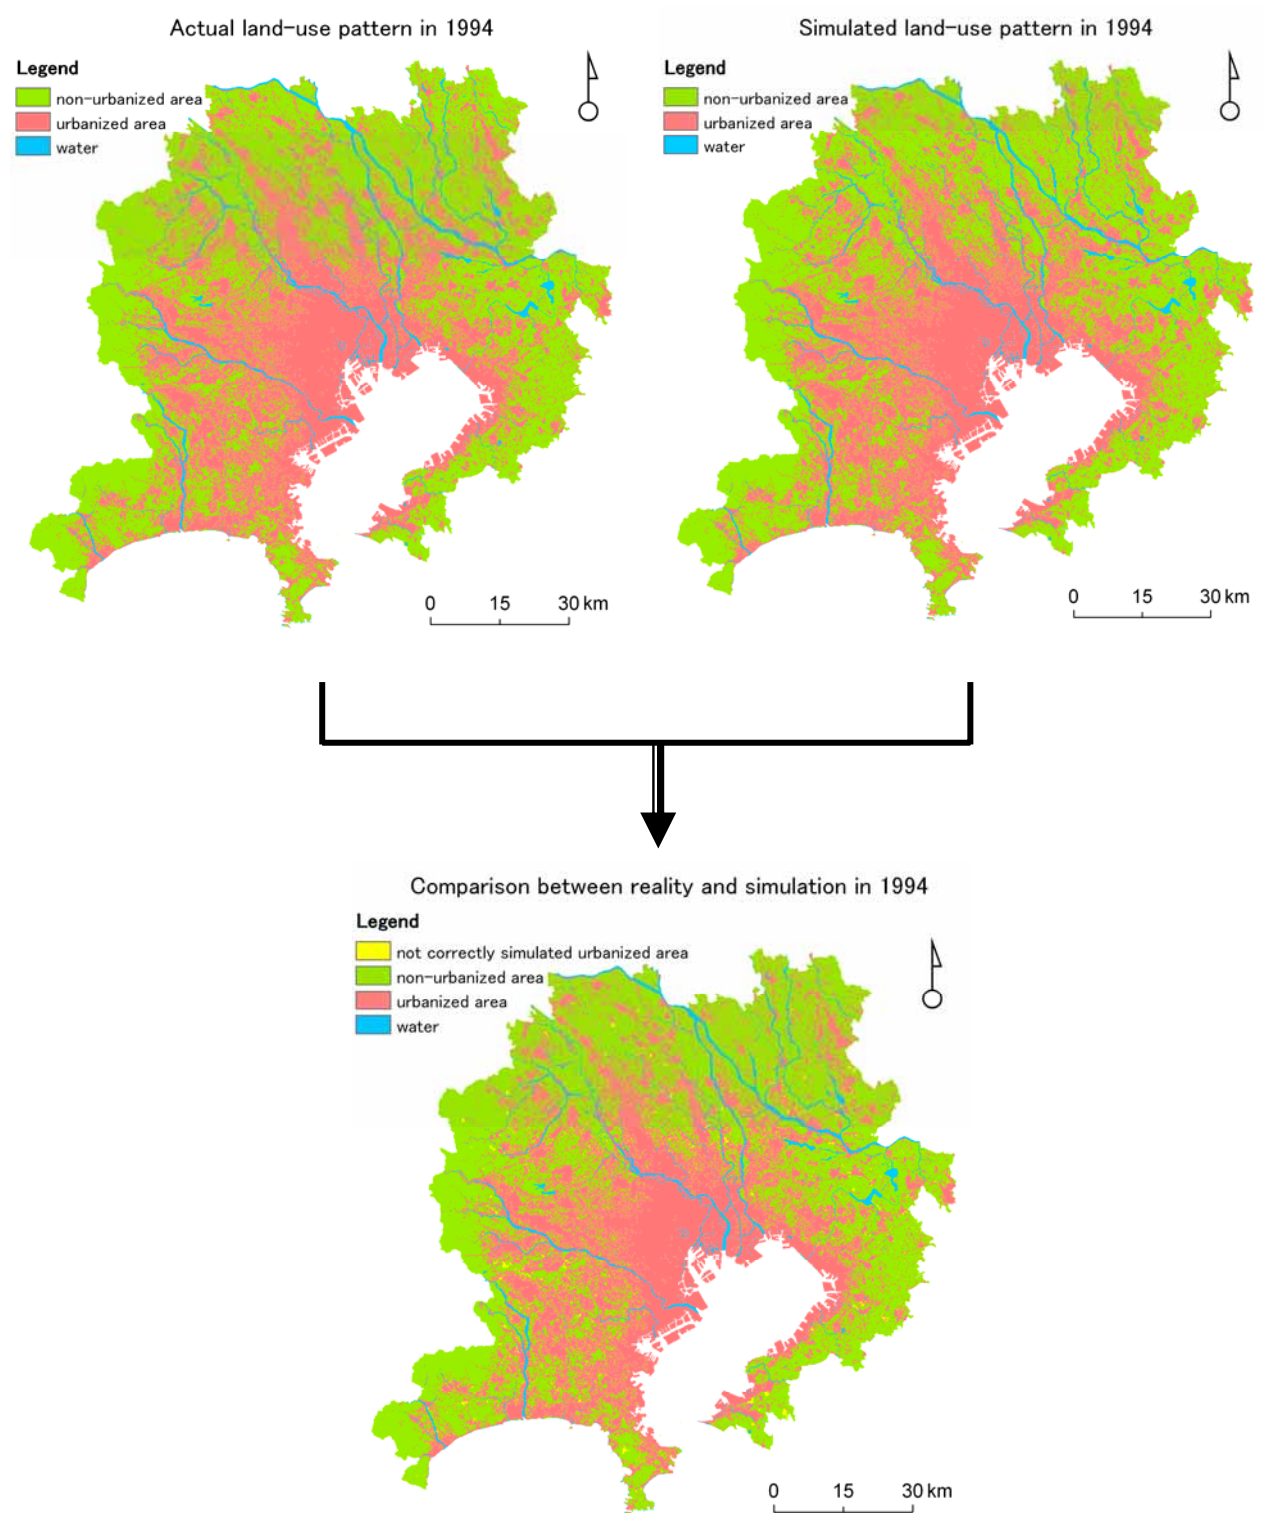 Actual land-use pattern in 1994
Legend
non-urbanized area
urbanized area
water
0 15 30 km
Simulated land-use pattern in 1994
Legend
non-urbanized area
urbanized area
water
0 15 30 km
Comparison between reality and simulation in 1994
Legend
not correctly simulated urbanized area
non-urbanized area
urbanized area
water
0 15 30 km